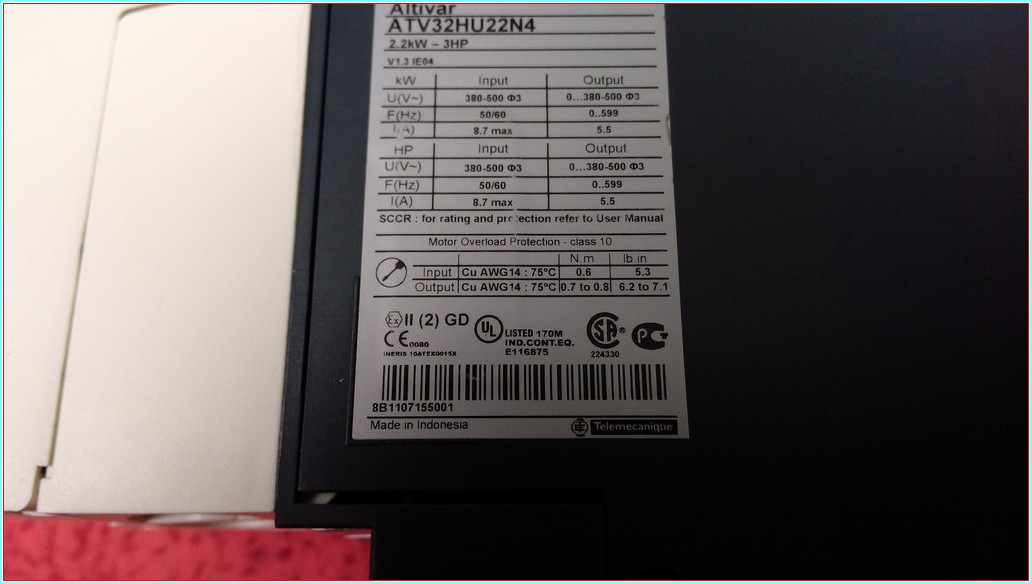 Altivar
ATV32HU22N4
2.2kW – 3HP
V1.3 IE04
kW Input Output
U(V~) 380-500 Φ3 0...380-500 Φ3
F(Hz) 50/60 0..599
I(A) 8.7 max 5.5
HP Input Output
U(V~) 380-500 Φ3 0...380-500 Φ3
F(Hz) 50/60 0..599
I(A) 8.7 max 5.5
SCCR : for rating and protection refer to User Manual
Motor Overload Protection - class 10
N.m lb.in
Input Cu AWG14 : 75°C 0.6 5.3
Output Cu AWG14 : 75°C 0.7 to 0.8 6.2 to 7.1
Ex II (2) GD
CE 0080
INERIS 10ATEX0015X
UL LISTED 170M
IND.CONT.EQ.
E116875
SA ®
224330
PC
8B1107155001
Made in Indonesia
Telemecanique